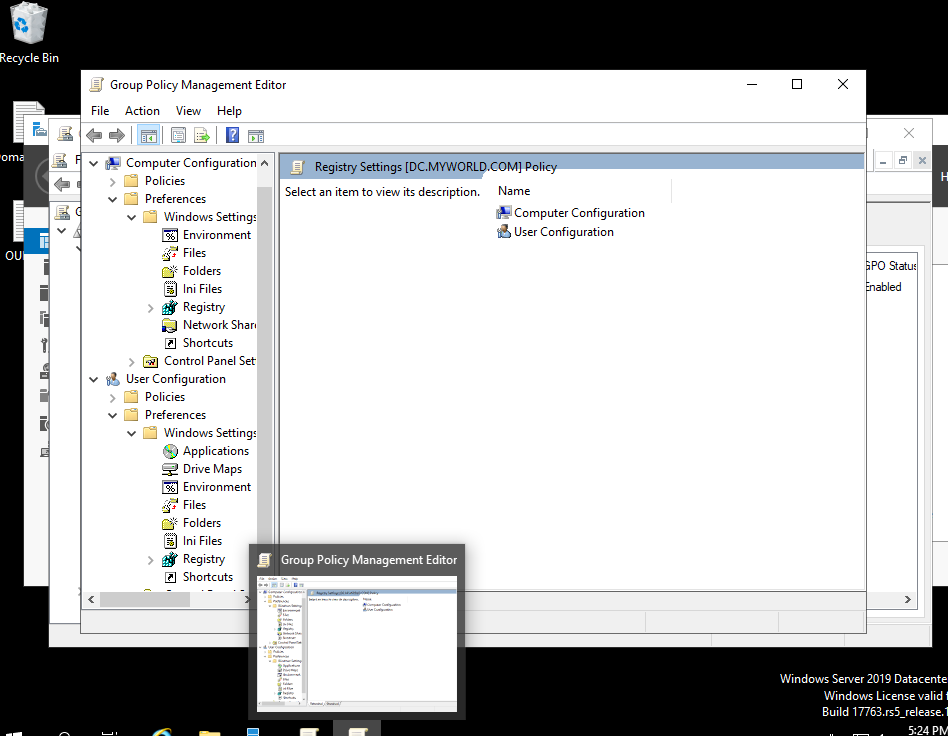 Recycle Bin
Group Policy Management Editor
File Action View Help
Computer Configuration
Policies
Preferences
Windows Settings
Environment
Files
Folders
Ini Files
Registry
Network Shar
Shortcuts
Control Panel Set
User Configuration
Policies
Preferences
Windows Settings
Applications
Drive Maps
Environment
Files
Folders
Ini Files
Registry
Shortcuts
Registry Settings [DC.MYWORLD.COM] Policy
Select an item to view its description.
Name
Computer Configuration
User Configuration
GPO Status
Enabled
OU
Group Policy Management Editor
Windows Server 2019 Datacente
Windows License valid f
Build 17763.rs5_release.1
5:24 PM